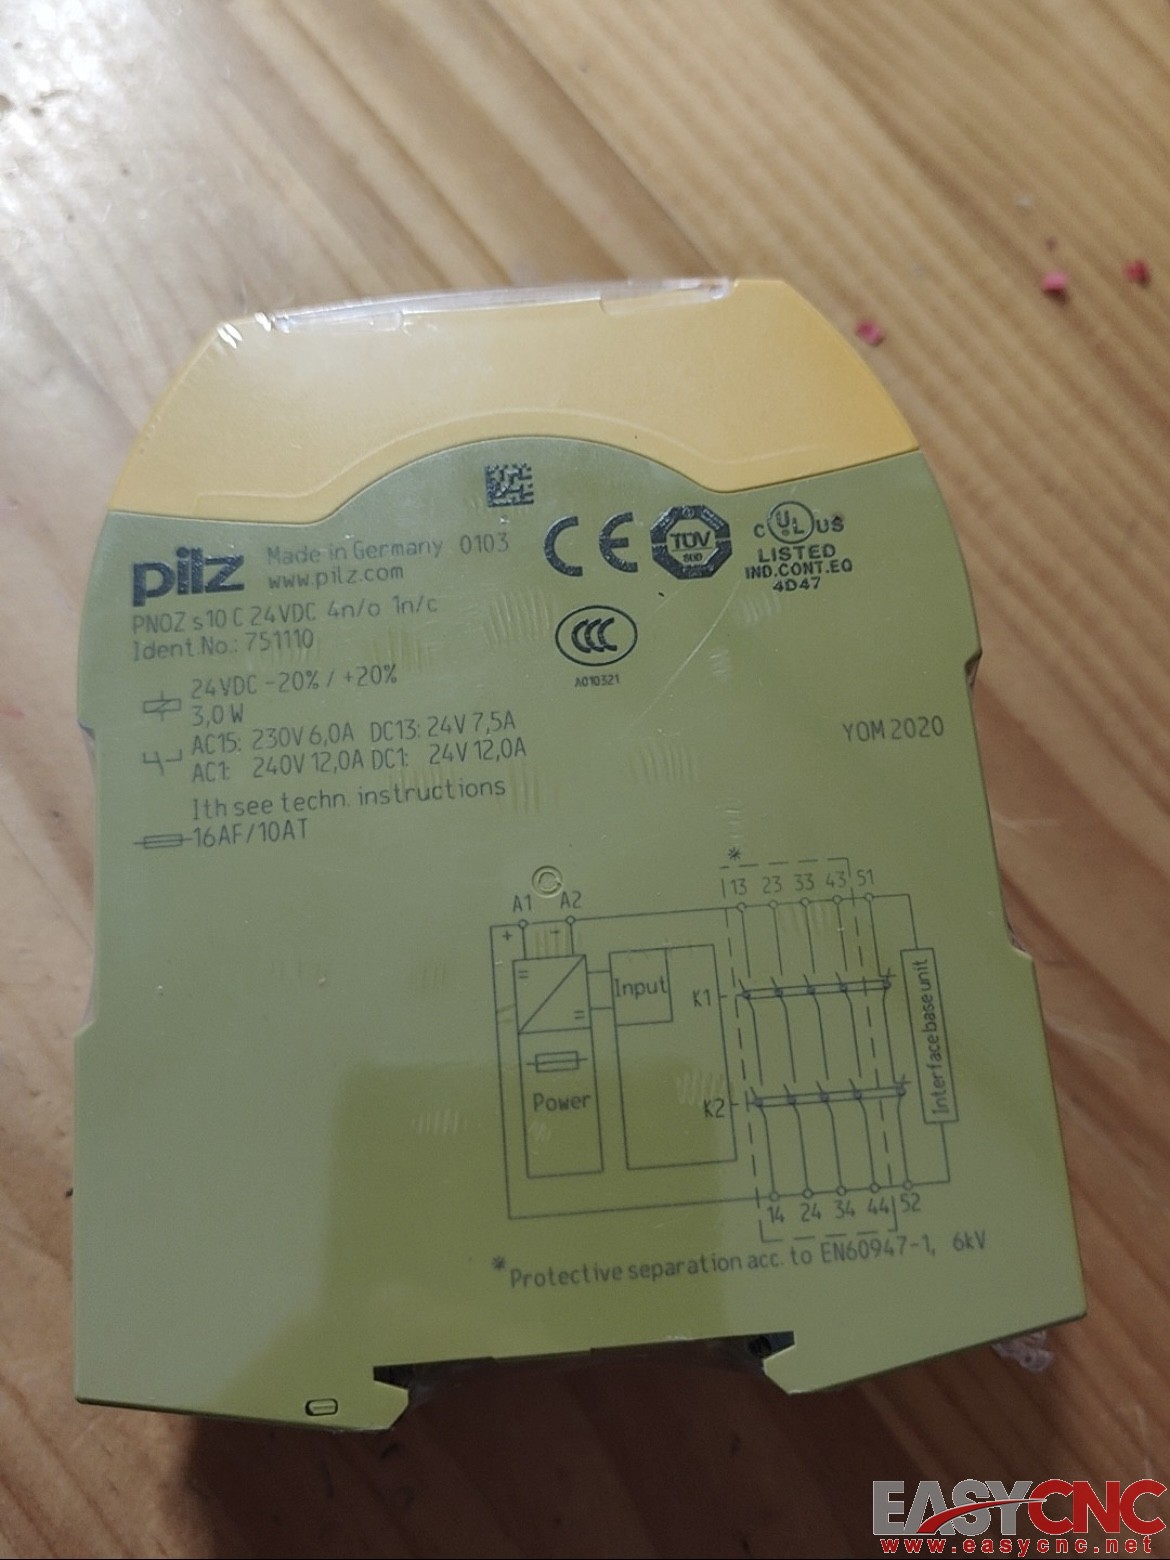 pilz Made in Germany 0103
www.pilz.com
PNOZ s10 C 24VDC 4n/o 1n/c
Ident.No.: 751110
24VDC -20% / +20%
3,0W
AC15: 230V 6,0A DC13: 24V 7,5A
AC1: 240V 12,0A DC1: 24V 12,0A
Ith see techn. instructions
16AF/10AT
CE
TÜV
SÜD
C UL US
LISTED
IND.CONT.EQ
4D47
CCC
A010321
YOM 2020
*
13 23 33 43 51
A1 A2
+ -
= =
Input
K1
Power
K2
Interface base unit
14 24 34 44 52
*Protective separation acc. to EN60947-1, 6kV
EASYCNC
www.easycnc.net